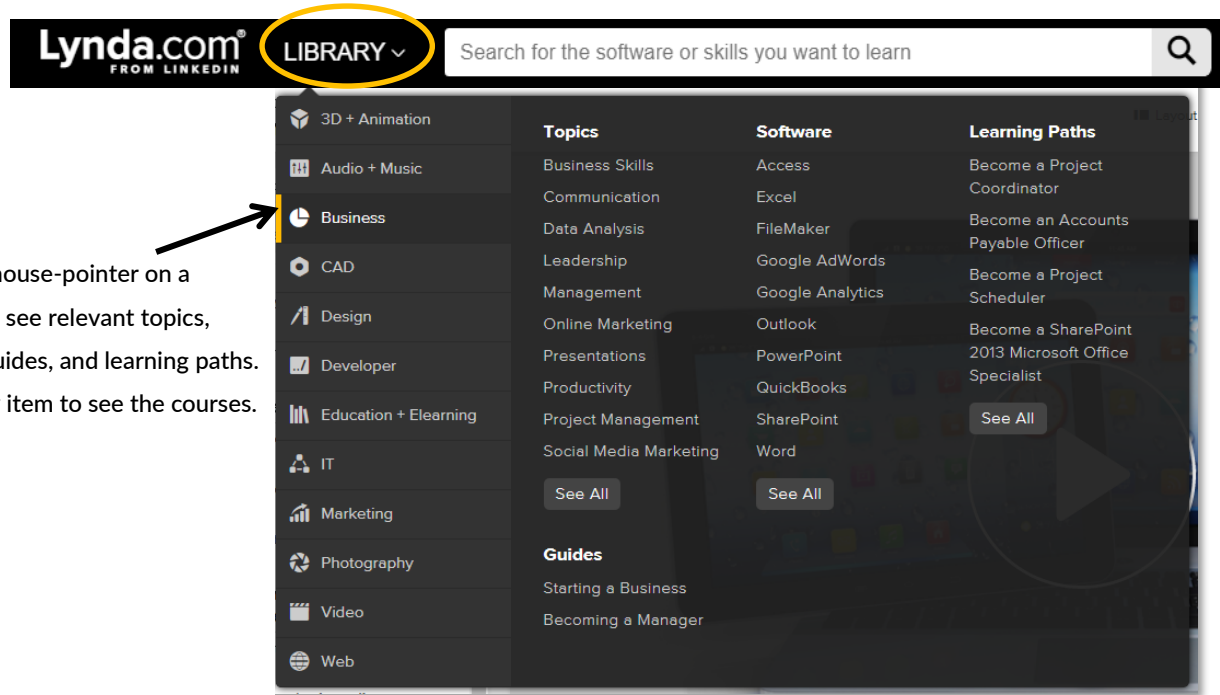 Lynda.com®
FROM LINKEDIN
LIBRARY
Search for the software or skills you want to learn
Layout
3D + Animation
Audio + Music
Business
CAD
Design
Developer
Education + Elearning
IT
Marketing
Photography
Video
Web
Topics
Business Skills
Communication
Data Analysis
Leadership
Management
Online Marketing
Presentations
Productivity
Project Management
Social Media Marketing
See All
Guides
Starting a Business
Becoming a Manager
Software
Access
Excel
FileMaker
Google AdWords
Google Analytics
Outlook
PowerPoint
QuickBooks
SharePoint
Word
See All
Learning Paths
Become a Project
Coordinator
Become an Accounts
Payable Officer
Become a Project
Scheduler
Become a SharePoint
2013 Microsoft Office
Specialist
See All
-pointer on a
see relevant topics,
and learning paths.
item to see the courses.